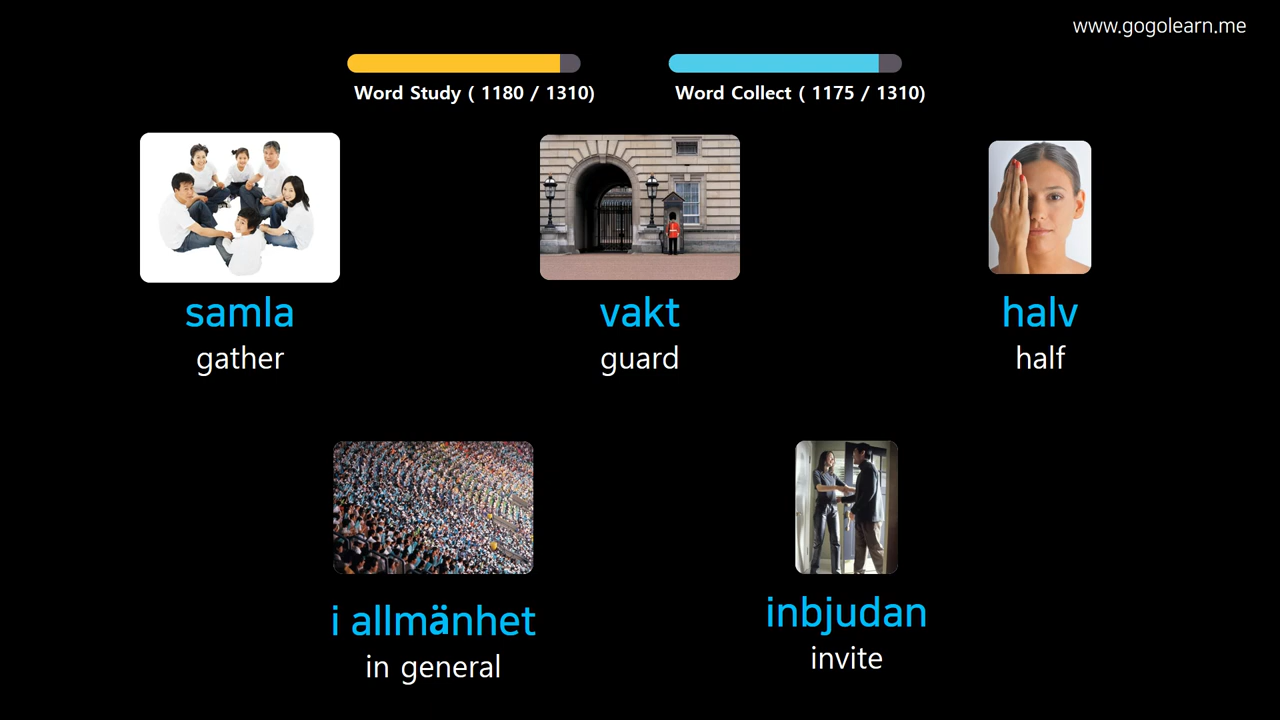 www.gogolearn.me
Word Study ( 1180 / 1310)
Word Collect ( 1175 / 1310)
samla
gather
vakt
guard
halv
half
i allmänhet
in general
inbjudan
invite